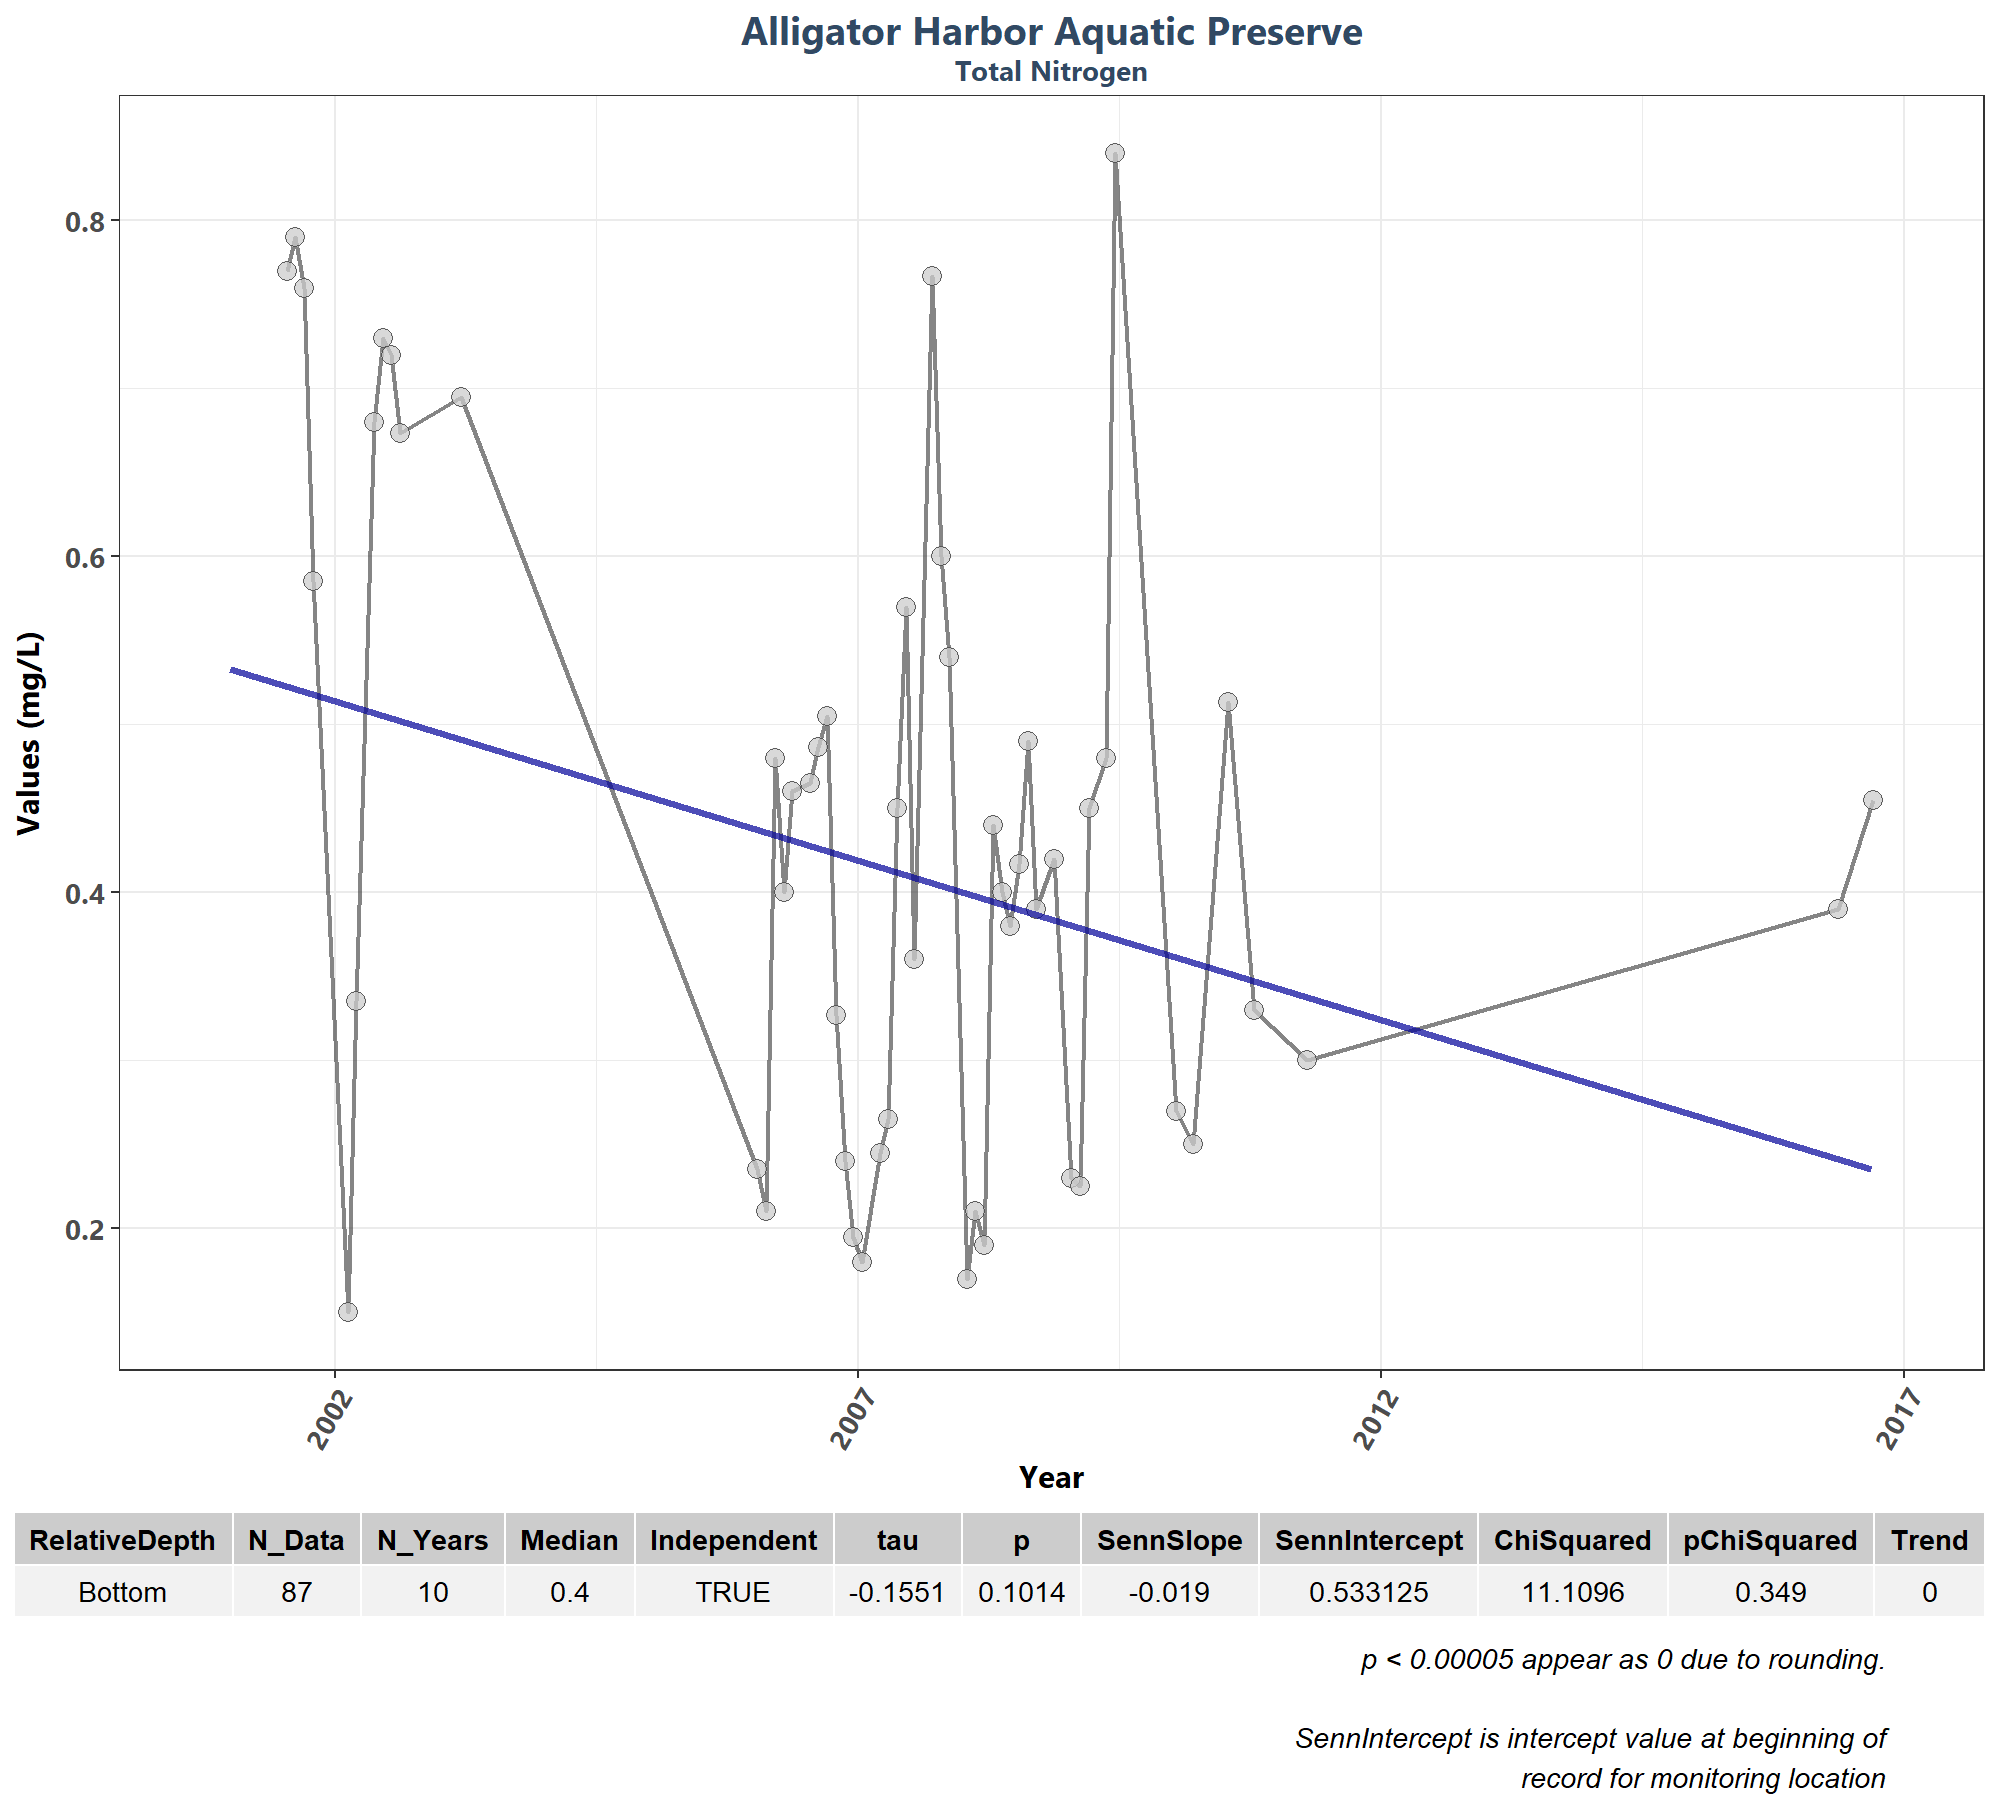 Alligator Harbor Aquatic Preserve
Total Nitrogen
Values (mg/L)
0.8
0.6
0.4
0.2
2002 2007 2012 2017
Year
RelativeDepth N_Data N_Years Median Independent tau p SennSlope SennIntercept ChiSquared pChiSquared Trend
Bottom 87 10 0.4 TRUE -0.1551 0.1014 -0.019 0.533125 11.1096 0.349 0
p < 0.00005 appear as 0 due to rounding.
SennIntercept is intercept value at beginning of
record for monitoring location